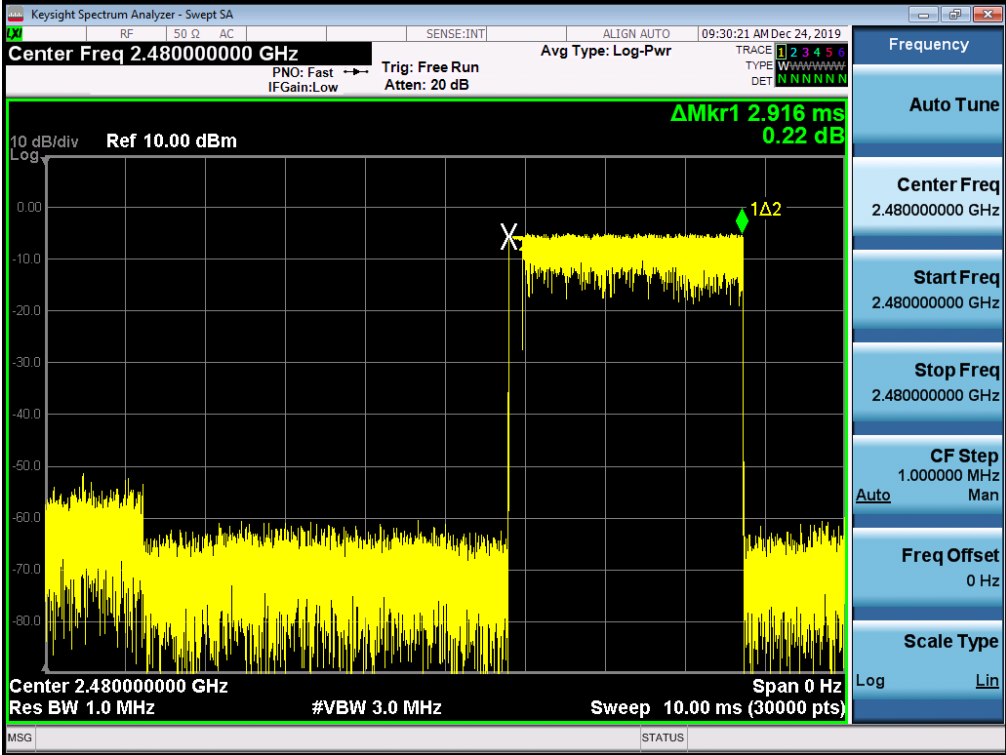 Keysight Spectrum Analyzer - Swept SA
LXI RF 50 Ω AC SENSE:INT ALIGN AUTO 09:30:21 AM Dec 24, 2019
Center Freq 2.480000000 GHz
PNO: Fast
IFGain:Low
Trig: Free Run
Atten: 20 dB
Avg Type: Log-Pwr
TRACE 1 2 3 4 5 6
TYPE WWWWWW
DET N N N N N N
Frequency
Auto Tune
Center Freq
2.480000000 GHz
Start Freq
2.480000000 GHz
Stop Freq
2.480000000 GHz
CF Step
1.000000 MHz
Auto Man
Freq Offset
0 Hz
Scale Type
Log Lin
ΔMkr1 2.916 ms
0.22 dB
10 dB/div Ref 10.00 dBm
Log
0.00
-10.0
-20.0
-30.0
-40.0
-50.0
-60.0
-70.0
-80.0
1Δ2
Center 2.480000000 GHz Span 0 Hz
Res BW 1.0 MHz #VBW 3.0 MHz Sweep 10.00 ms (30000 pts)
MSG STATUS